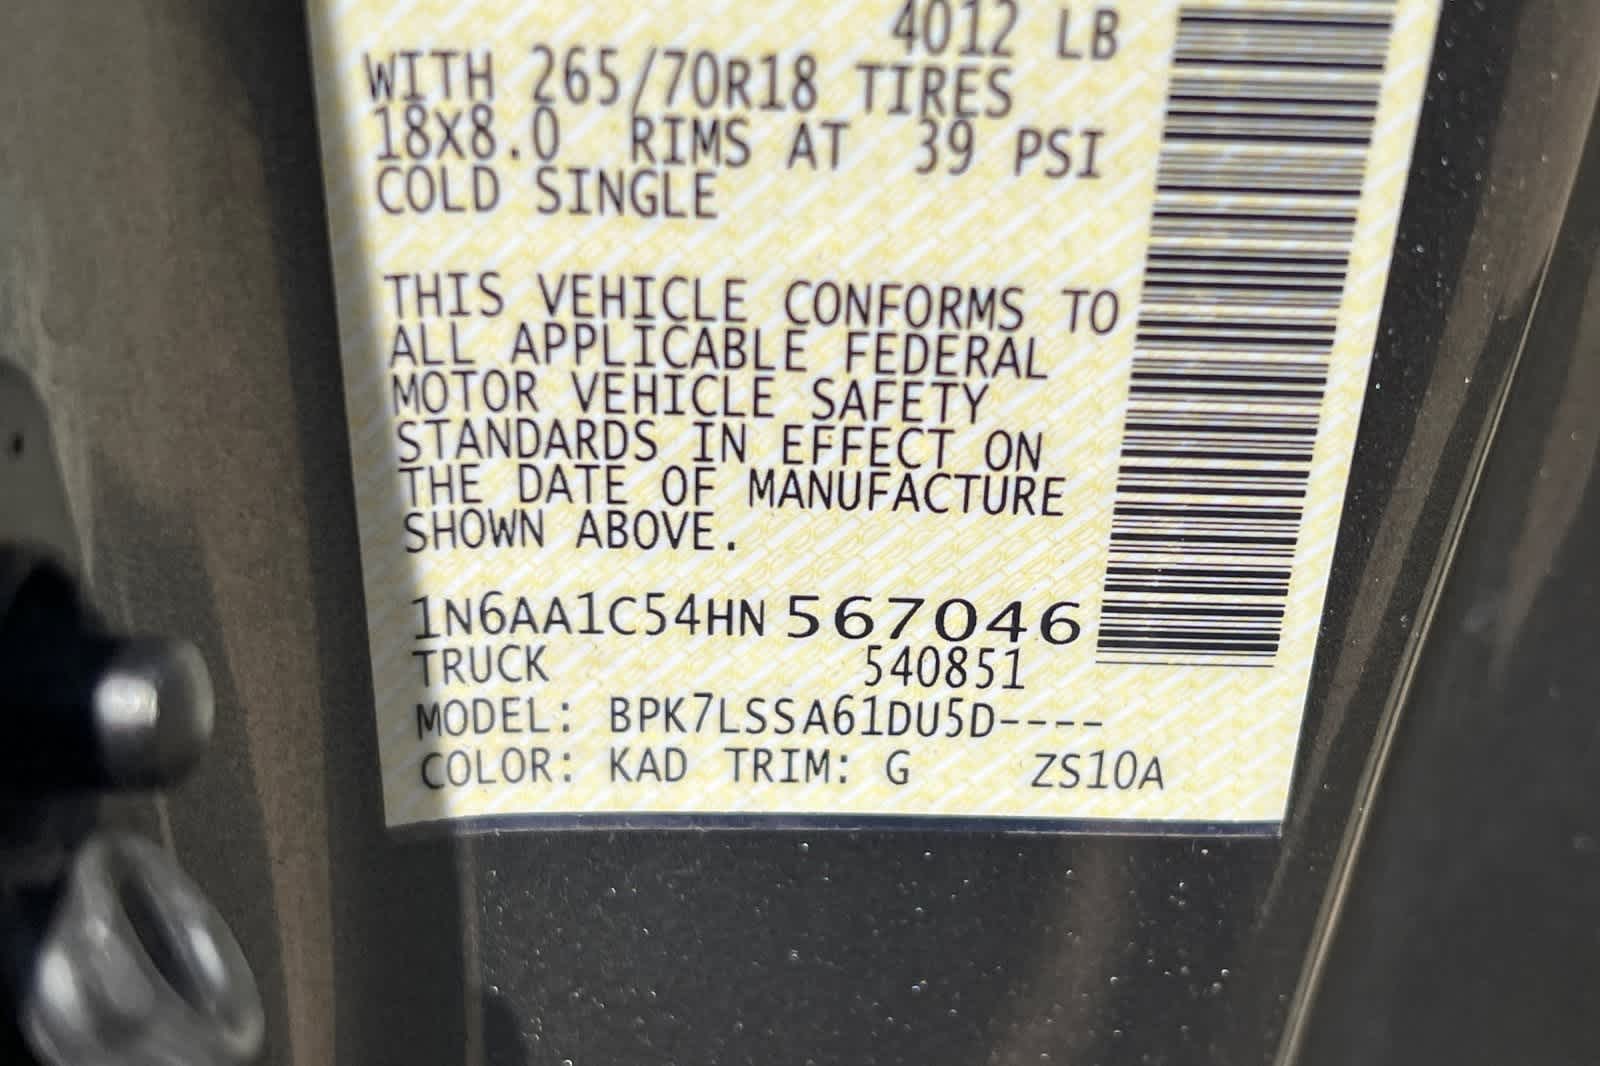 4012 LB
WITH 265/70R18 TIRES
18X8.0 RIMS AT 39 PSI
COLD SINGLE
THIS VEHICLE CONFORMS TO
ALL APPLICABLE FEDERAL
MOTOR VEHICLE SAFETY
STANDARDS IN EFFECT ON
THE DATE OF MANUFACTURE
SHOWN ABOVE.
1N6AA1C54HN567046
TRUCK 540851
MODEL: BPK7LSSA61DU5D----
COLOR: KAD TRIM: G ZS10A